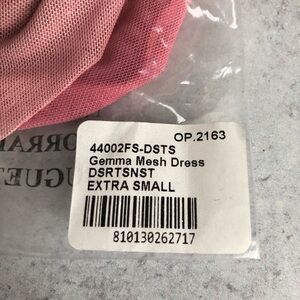 OP.2163
44002FS-DSTS
Gemma Mesh Dress
DSRTSNST
EXTRA SMALL
810130262717